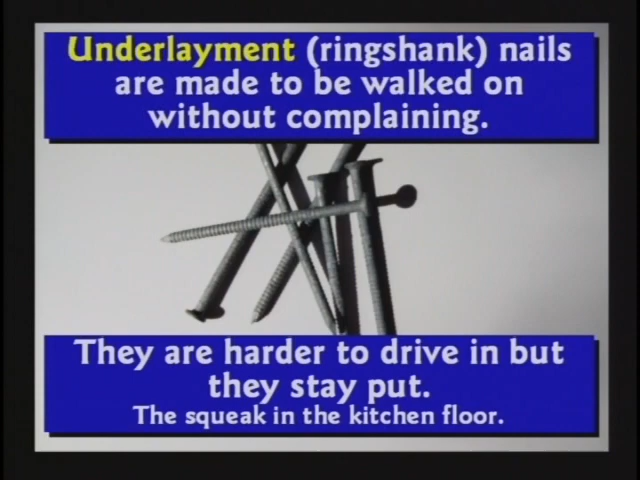 Underlayment (ringshank) nails
are made to be walked on
without complaining.
They are harder to drive in but
they stay put.
The squeak in the kitchen floor.